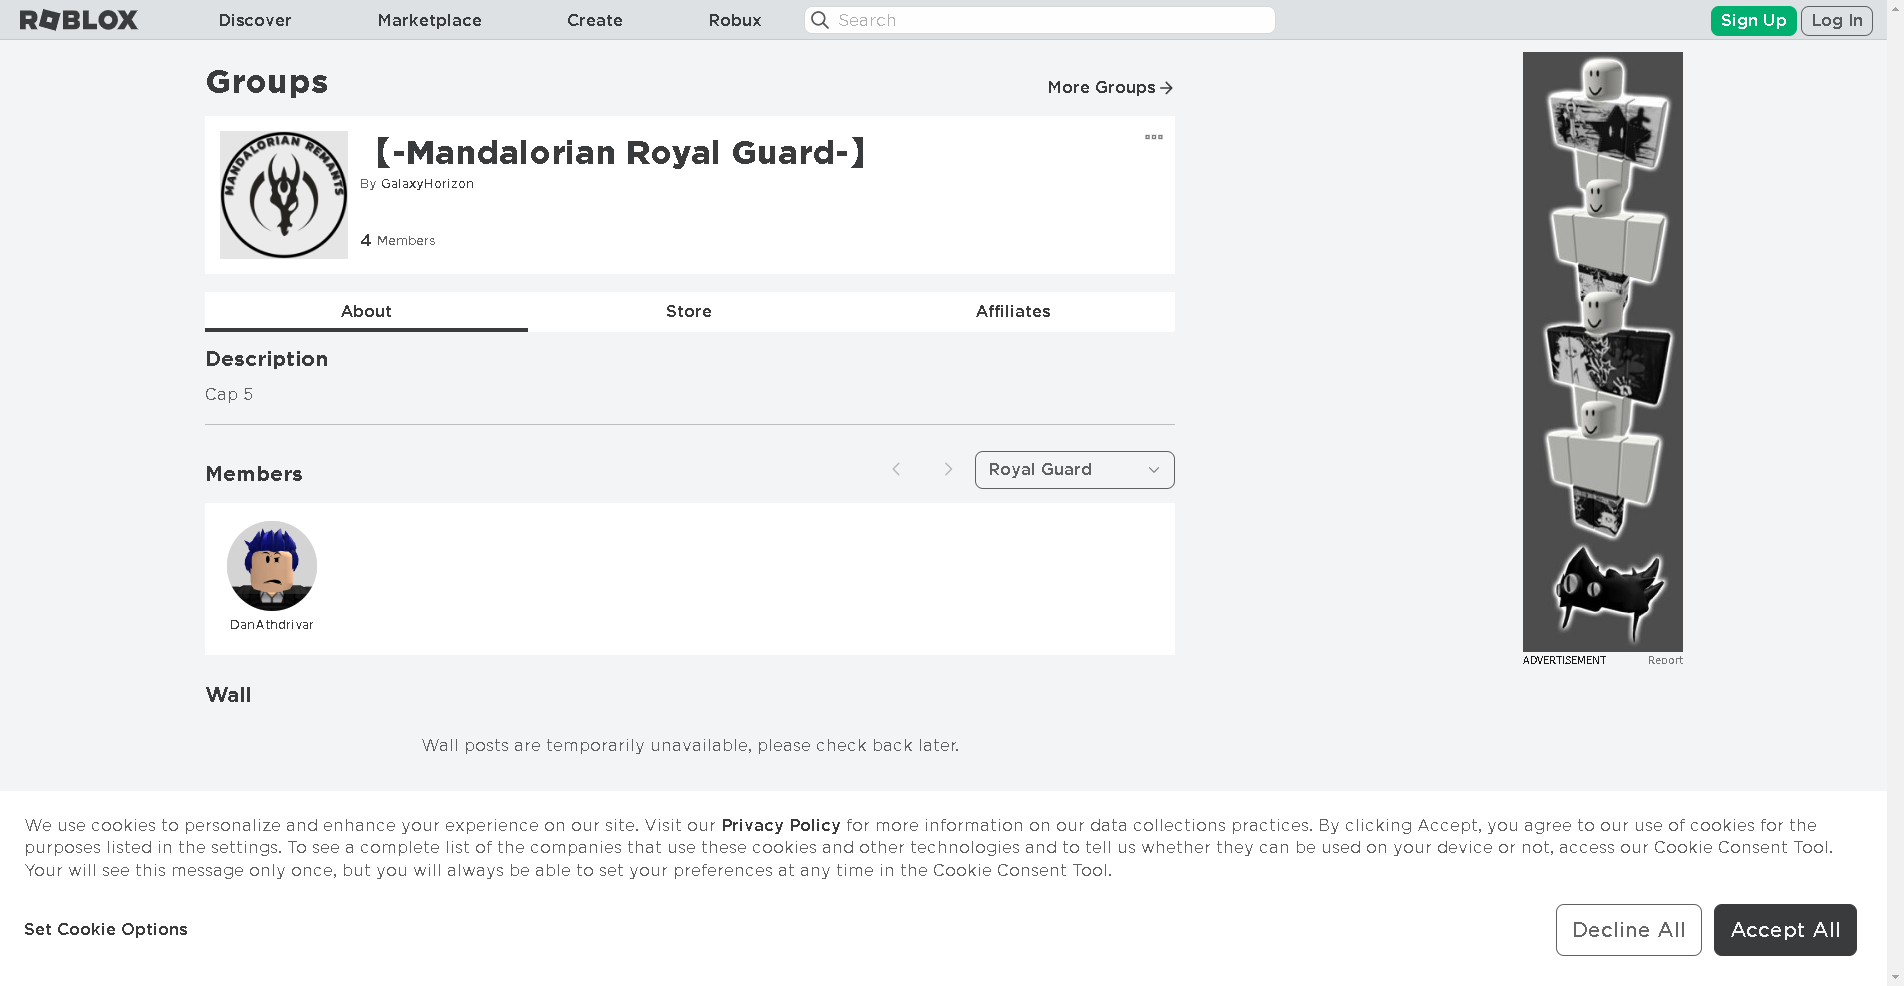 ROBLOX
Discover
Marketplace
Create
Robux
Search
Sign Up
Log In
Groups
More Groups
MANDALORIAN REMANTS
【-Mandalorian Royal Guard-】
By GalaxyHorizon
4 Members
About
Store
Affiliates
Description
Cap 5
Members
Royal Guard
DanAthdrivar
ADVERTISEMENT
Report
Wall
Wall posts are temporarily unavailable, please check back later.
We use cookies to personalize and enhance your experience on our site. Visit our Privacy Policy for more information on our data collections practices. By clicking Accept, you agree to our use of cookies for the
purposes listed in the settings. To see a complete list of the companies that use these cookies and other technologies and to tell us whether they can be used on your device or not, access our Cookie Consent Tool.
Your will see this message only once, but you will always be able to set your preferences at any time in the Cookie Consent Tool.
Set Cookie Options
Decline All
Accept All